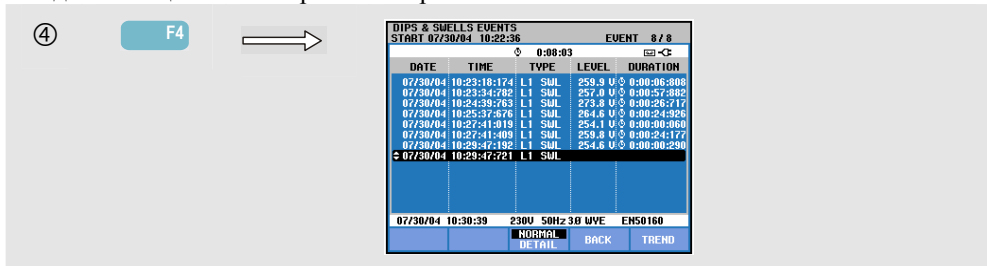 ④ F4
DIPS & SWELLS EVENTS
START 07/30/04 10:22:36 EVENT 8/8
0:08:03
DATE TIME TYPE LEVEL DURATION
07/30/04 10:23:18:174 L1 SWL 259.9 V 0:00:06:808
07/30/04 10:23:34:782 L1 SWL 257.0 V 0:00:57:882
07/30/04 10:24:39:763 L1 SWL 273.8 V 0:00:26:717
07/30/04 10:25:37:676 L1 SWL 264.6 V 0:00:24:926
07/30/04 10:27:41:019 L1 SWL 254.1 V 0:00:00:060
07/30/04 10:27:41:409 L1 SWL 259.8 V 0:00:24:177
07/30/04 10:29:47:192 L1 SWL 254.6 V 0:00:00:290
07/30/04 10:29:47:721 L1 SWL
07/30/04 10:30:39 230V 50Hz 3Ø WYE EN50160
NORMAL
DETAIL BACK TREND